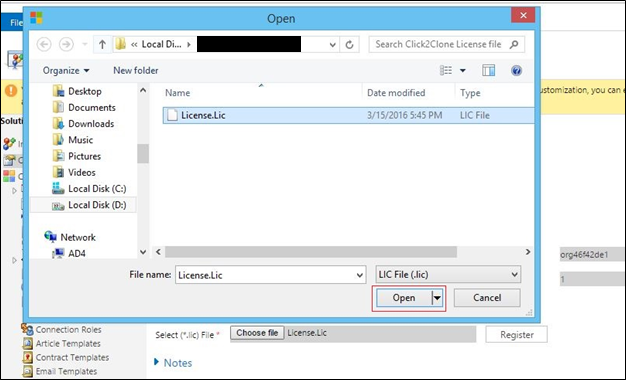 Open
File
« Local Di...
Search Click2Clone License file
Organize
New folder
Desktop
Documents
Downloads
Music
Pictures
Videos
Local Disk (C:)
Local Disk (D:)
Network
AD4
Name
Date modified
Type
License.Lic
3/15/2016 5:45 PM
LIC File
ustomization, you can e
Solutio
org46f42de1
1
File name:
License.Lic
LIC File (.lic)
Open
Cancel
Connection Roles
Article Templates
Contract Templates
Email Templates
Select (*.lic) File *
Choose file
License.Lic
Register
Notes